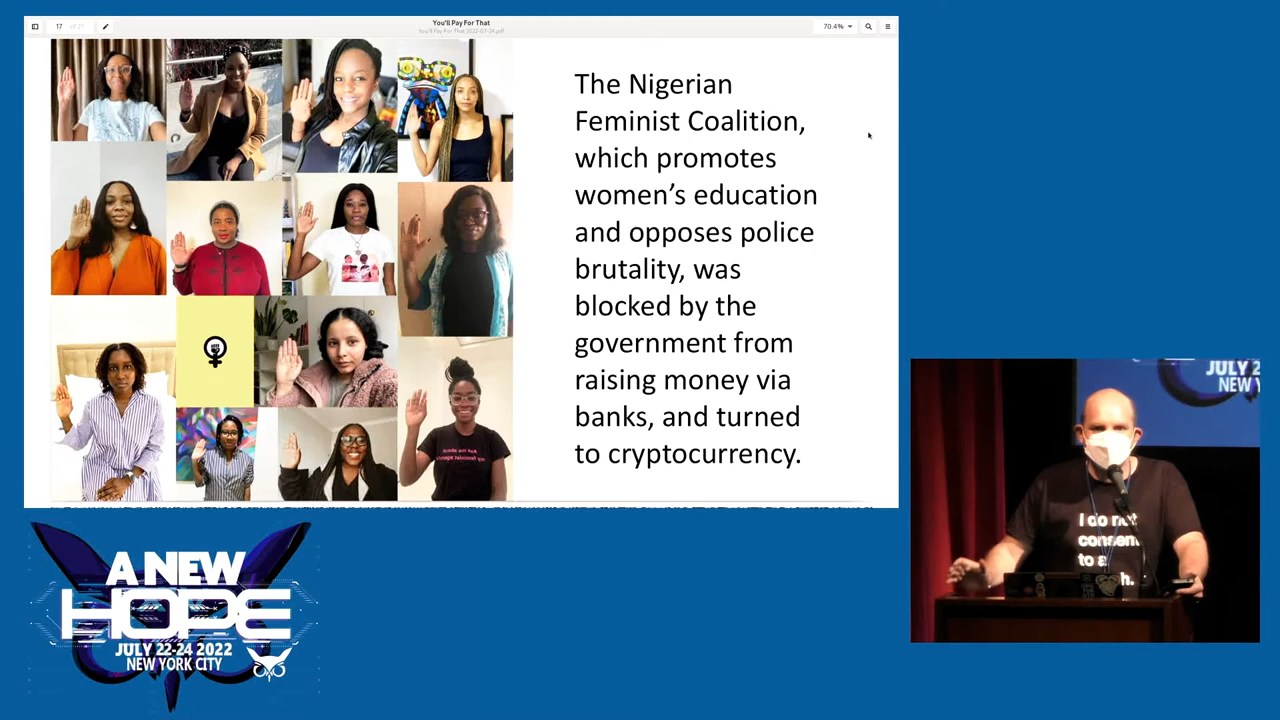 17 of 21
You'll Pay For That
You'll Pay For That 2022-07-24.pdf
70.4%
The Nigerian
Feminist Coalition,
which promotes
women's education
and opposes police
brutality, was
blocked by the
government from
raising money via
banks, and turned
to cryptocurrency.
JULY 2
NEW Y
I do not
consent
to a
h.
A NEW
HOPE
JULY 22-24 2022
NEW YORK CITY